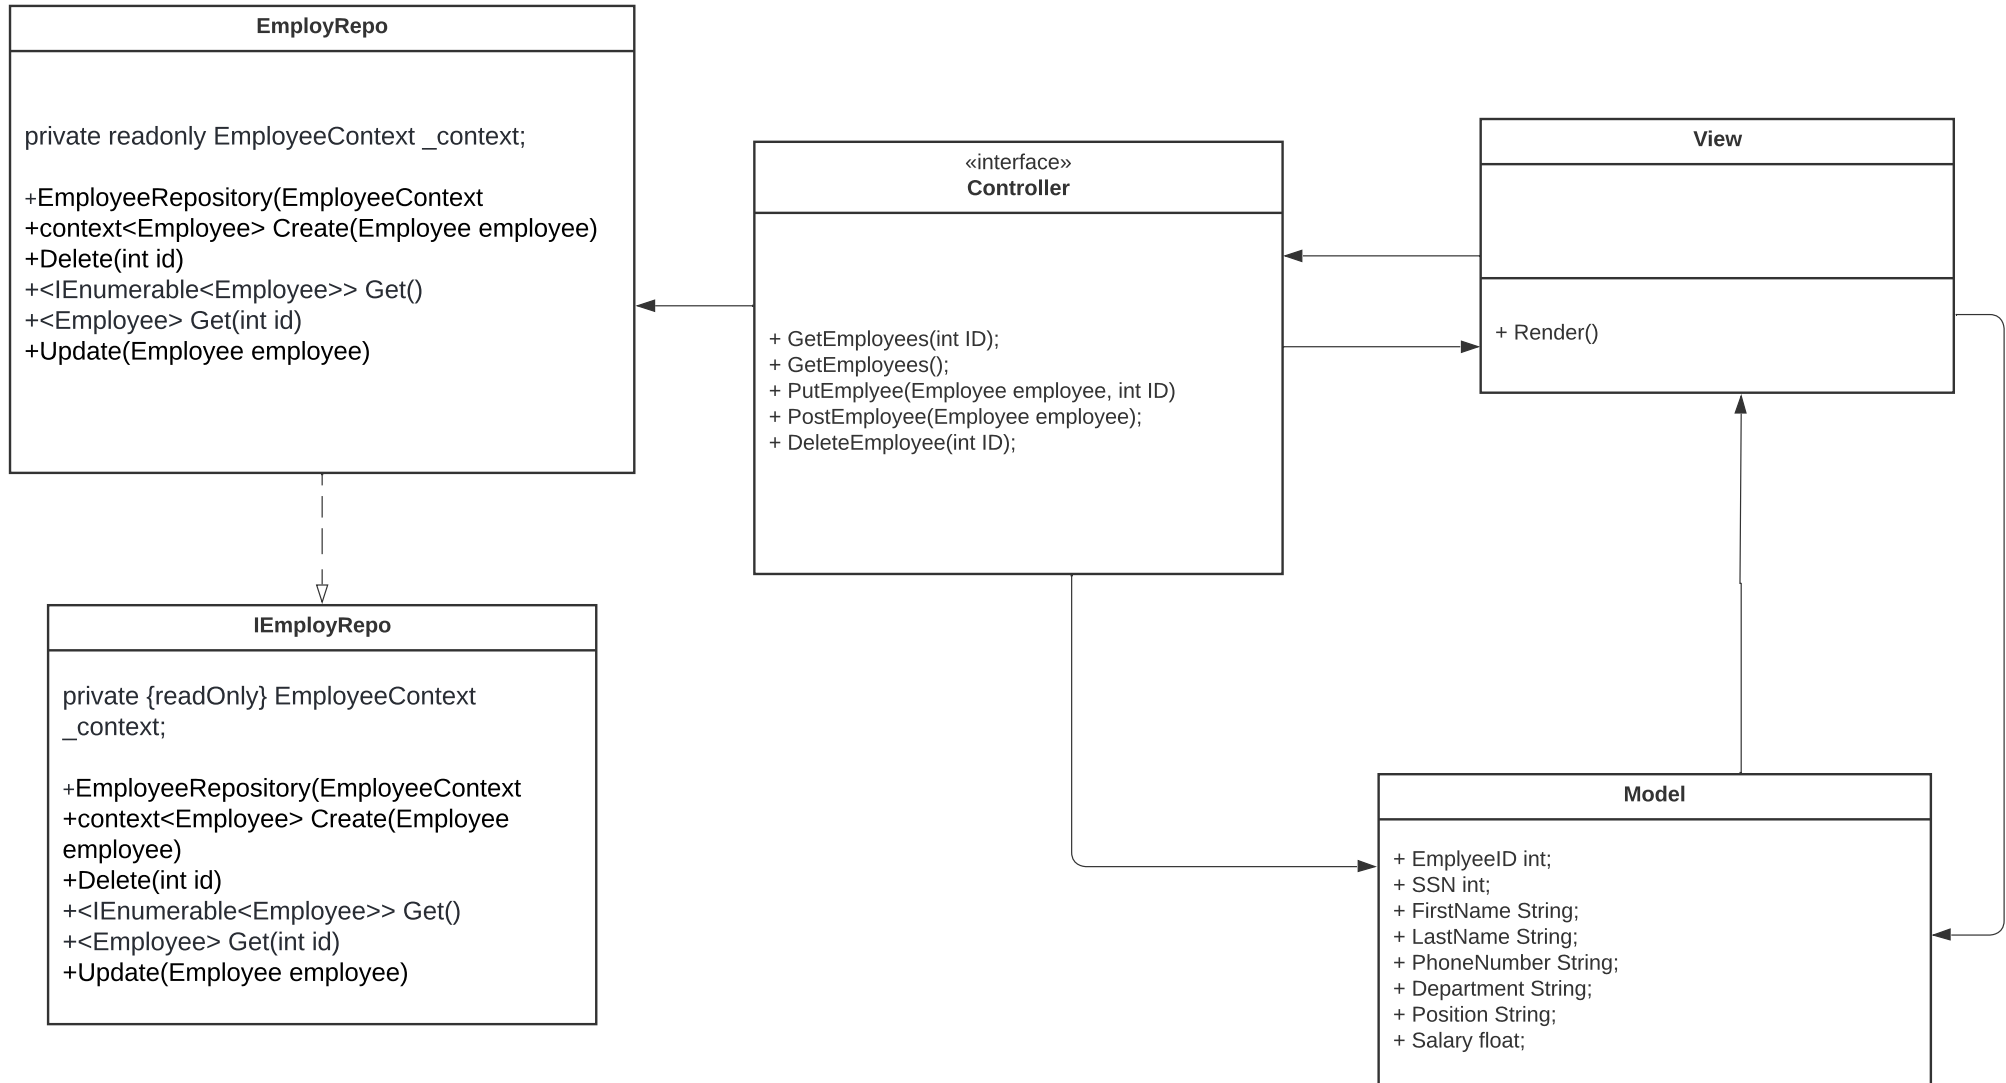 EmployRepo
private readonly EmployeeContext _context;
+EmployeeRepository(EmployeeContext
+context<Employee> Create(Employee employee)
+Delete(int id)
+<IEnumerable<Employee>> Get()
+<Employee> Get(int id)
+Update(Employee employee)
IEmployRepo
private {readOnly} EmployeeContext
_context;
+EmployeeRepository(EmployeeContext
+context<Employee> Create(Employee
employee)
+Delete(int id)
+<IEnumerable<Employee>> Get()
+<Employee> Get(int id)
+Update(Employee employee)
«interface»
Controller
+ GetEmployees(int ID);
+ GetEmployees();
+ PutEmplyee(Employee employee, int ID)
+ PostEmployee(Employee employee);
+ DeleteEmployee(int ID);
View
+ Render()
Model
+ EmplyeeID int;
+ SSN int;
+ FirstName String;
+ LastName String;
+ PhoneNumber String;
+ Department String;
+ Position String;
+ Salary float;